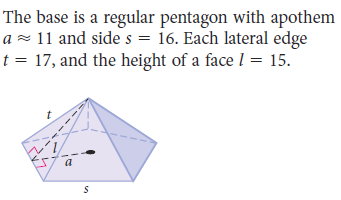 The base is a regular pentagon with apothem
a ≈ 11 and side s = 16. Each lateral edge
t = 17, and the height of a face l = 15.
t
l
a
s